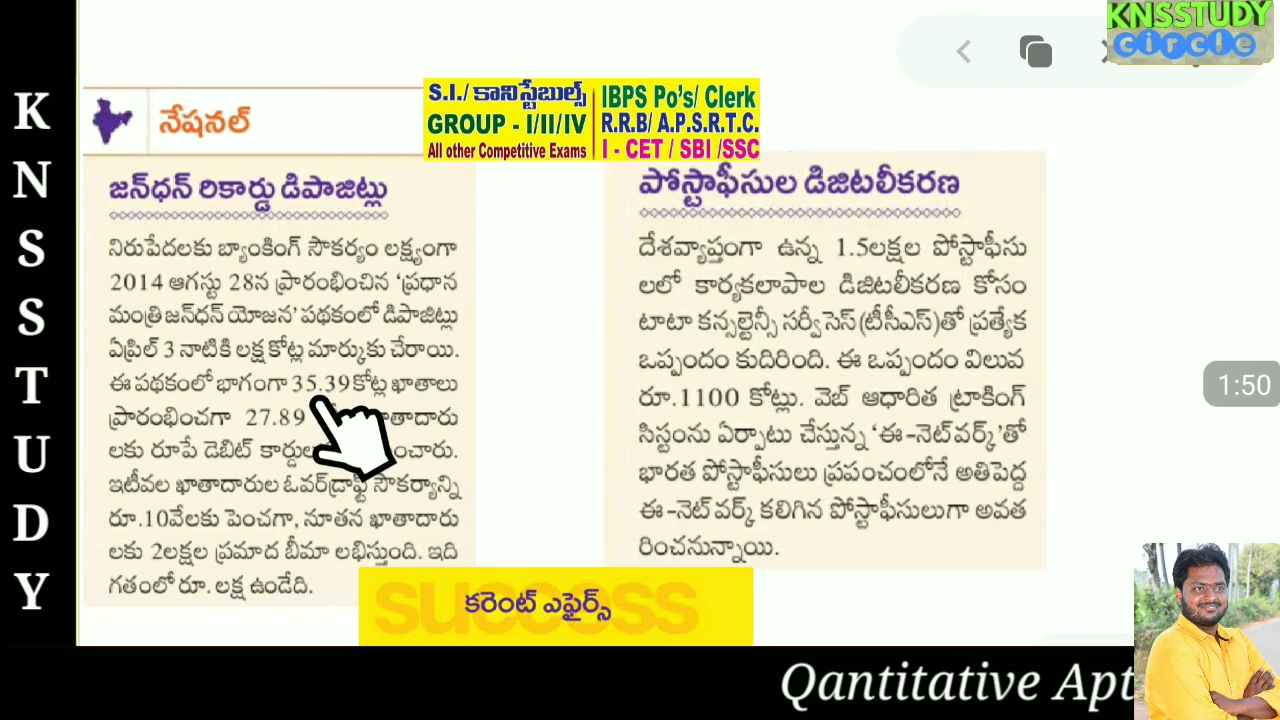 KNSSTUDY
KNSSTUDY
circle
S.I./ కానిస్టేబుల్స్
GROUP - I/II/IV
All other Competitive Exams
IBPS Po's/ Clerk
R.R.B/ A.P.S.R.T.C.
I - CET / SBI /SSC
నేషనల్
జన్‌ధన్ రికార్డు డిపాజిట్లు
నిరుపేదలకు బ్యాంకింగ్ సౌకర్యం లక్ష్యంగా
2014 ఆగస్టు 28న ప్రారంభించిన ‘ప్రధాన
మంత్రి జన్‌ధన్ యోజన’ పథకంలో డిపాజిట్లు
ఏప్రిల్ 3 నాటికి లక్ష కోట్ల మార్కుకు చేరాయి.
ఈ పథకంలో భాగంగా 35.39 కోట్ల ఖాతాలు
ప్రారంభించగా 27.89
లకు రూపే డెబిట్
ఇటీవల ఖాతాదారుల ఓవర్‌డ్రాఫ్ట్ సౌకర్యాన్ని
రూ.10వేలకు పెంచగా, నూతన ఖాతాదారు
లకు 2లక్షల ప్రమాద బీమా లభిస్తుంది. ఇది
గతంలో రూ. లక్ష ఉండేది.
పోస్టాఫీసుల డిజిటలీకరణ
దేశవ్యాప్తంగా ఉన్న 1.5లక్షల పోస్టాఫీసు
లలో కార్యకలాపాల డిజిటలీకరణ కోసం
టాటా కన్సల్టెన్సీ సర్వీసెస్(టీసీఎస్)తో ప్రత్యేక
ఒప్పందం కుదిరింది. ఈ ఒప్పందం విలువ
రూ.1100 కోట్లు. వెబ్ ఆధారిత ట్రాకింగ్
సిస్టంను ఏర్పాటు చేస్తున్న ‘ఈ-నెట్‌వర్క్’తో
భారత పోస్టాఫీసులు ప్రపంచంలోనే అతిపెద్ద
ఈ-నెట్‌వర్క్ కలిగిన పోస్టాఫీసులుగా అవత
రించనున్నాయి.
1:50
success
కరెంట్ ఎఫైర్స్
Qantitative Apt